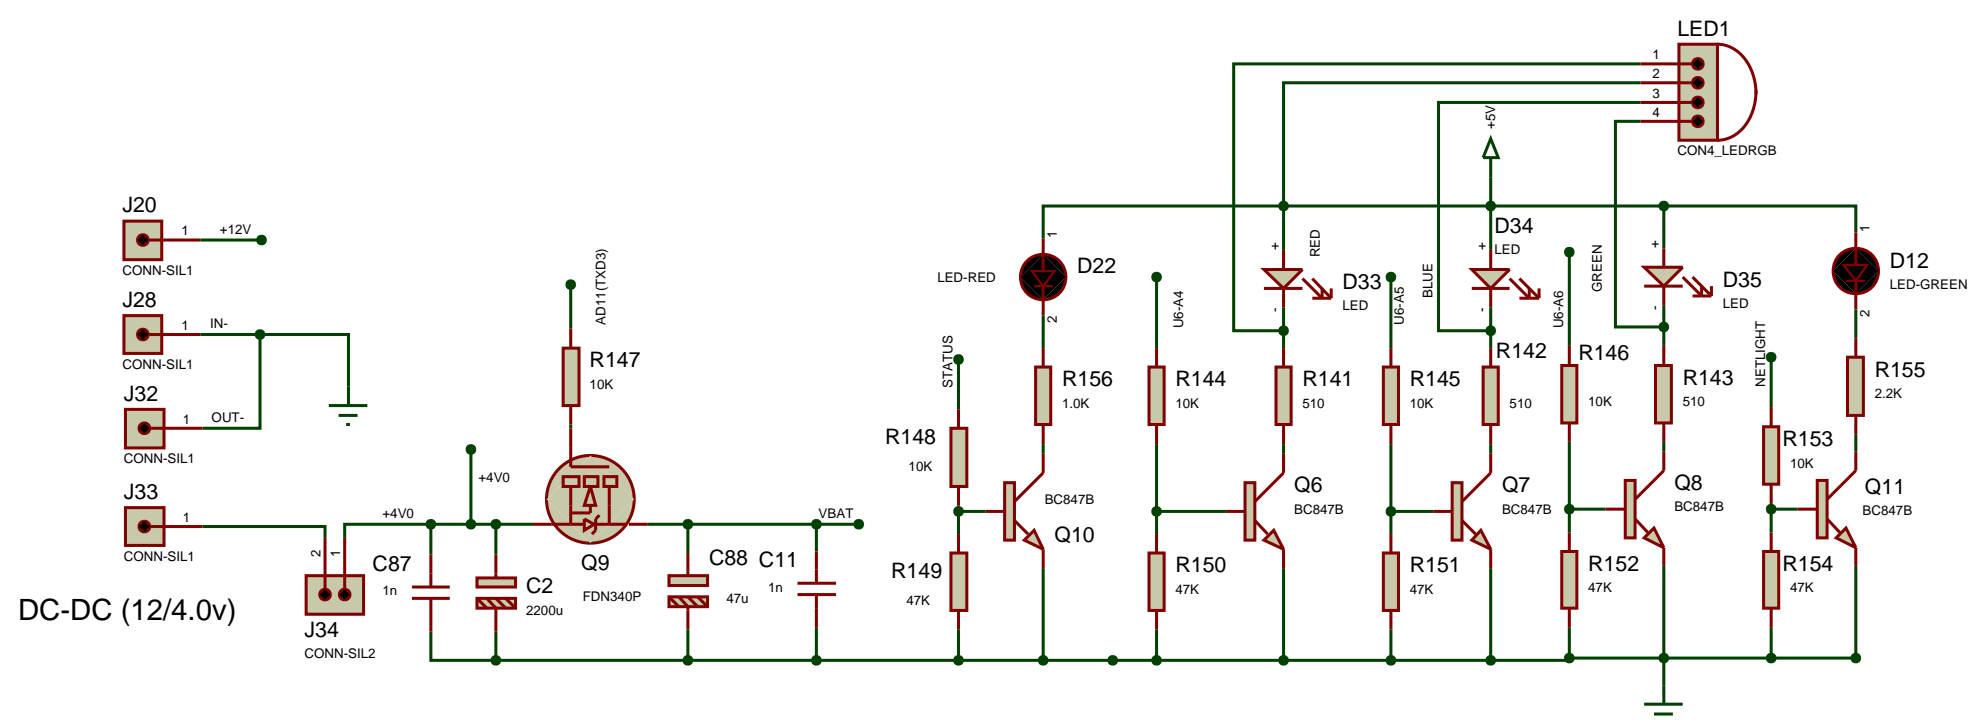 LED1
1
2
3
4
CON4_LEDRGB
+5V
J20
1
+12V
CONN-SIL1
J28
1
IN-
CONN-SIL1
J32
1
OUT-
CONN-SIL1
J33
1
CONN-SIL1
DC-DC (12/4.0v)
2
1
J34
CONN-SIL2
+4V0
+4V0
C87
1n
C2
2200u
AD11(TXD3)
R147
10K
Q9
FDN340P
C88
47u
C11
1n
VBAT
STATUS
R148
10K
R149
47K
LED-RED
1
D22
2
R156
1.0K
BC847B
Q10
U6-A4
R144
10K
R150
47K
+
RED
D33
LED
-
R141
510
Q6
BC847B
U6-A5
R145
10K
R151
47K
BLUE
D34
LED
+
-
R142
510
Q7
BC847B
U6-A6
R146
10K
R152
47K
GREEN
+
D35
LED
-
R143
510
Q8
BC847B
NETLIGHT
R153
10K
R154
47K
1
D12
LED-GREEN
2
R155
2.2K
Q11
BC847B